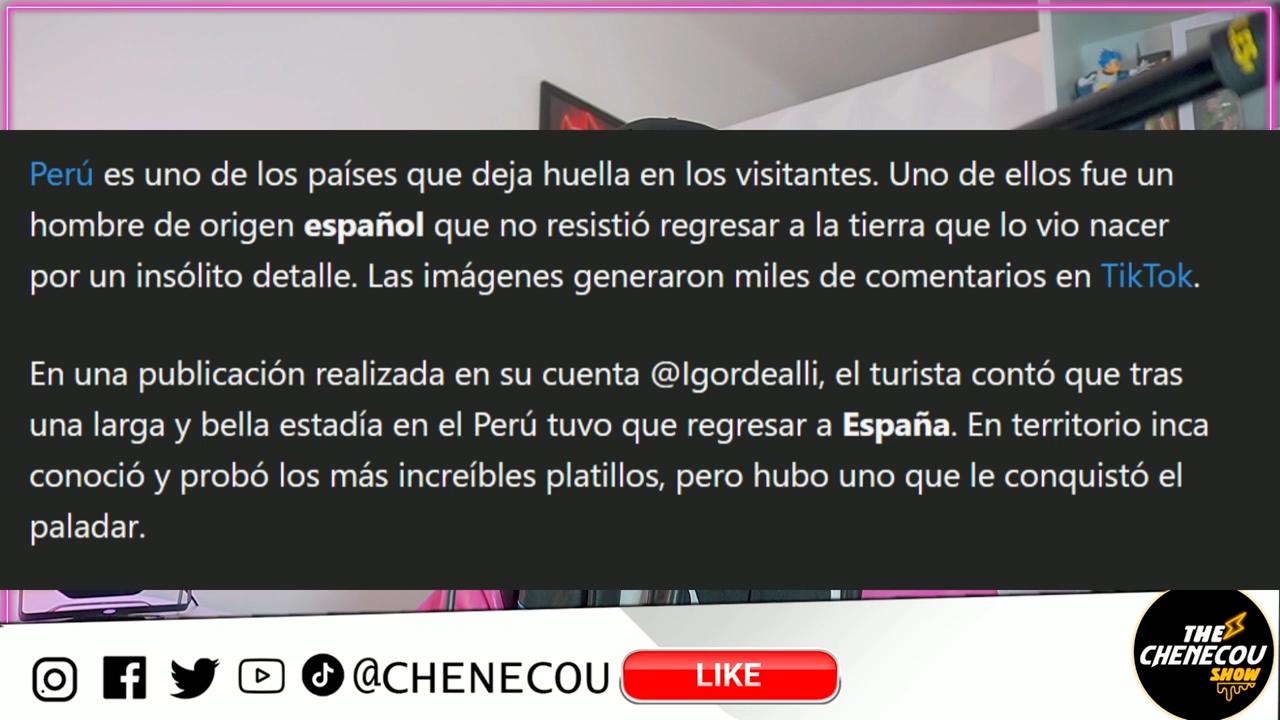 Perú es uno de los países que deja huella en los visitantes. Uno de ellos fue un
hombre de origen español que no resistió regresar a la tierra que lo vio nacer
por un insólito detalle. Las imágenes generaron miles de comentarios en TikTok.
En una publicación realizada en su cuenta @Igordealli, el turista contó que tras
una larga y bella estadía en el Perú tuvo que regresar a España. En territorio inca
conoció y probó los más increíbles platillos, pero hubo uno que le conquistó el
paladar.
@CHENECOU
LIKE
THE
CHENECOU
SHOW